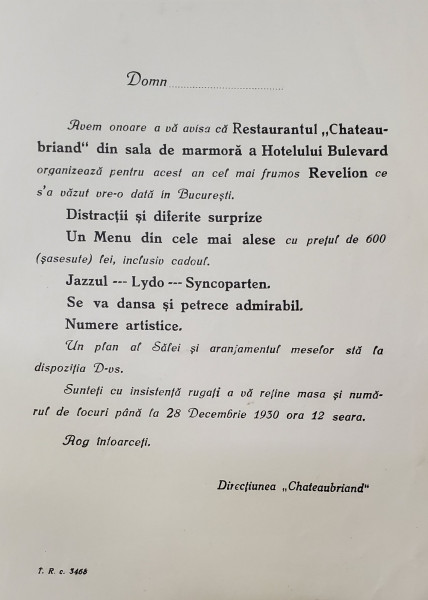 Domn..............................
Avem onoare a vă avisa că Restaurantul „Chateau-
briand“ din sala de marmoră a Hotelului Bulevard
organizează pentru acest an cel mai frumos Revelion ce
s'a văzut vre-o dată in București.
Distracții și diferite surprize
Un Menu din cele mai alese cu prețul de 600
(șasesute) lei, inclusiv cadoul.
Jazzul --- Lydo --- Syncoparten.
Se va dansa și petrece admirabil.
Numere artistice.
Un plan al Sălei și aranjamentul meselor stă la
dispoziția D-vs.
Sunteți cu insistență rugați a vă reține masa și numă-
rul de locuri până la 28 Decembrie 1930 ora 12 seara.
Rog întoarceți.
Direcțiunea „Chateaubriand“
T. R. c. 3468